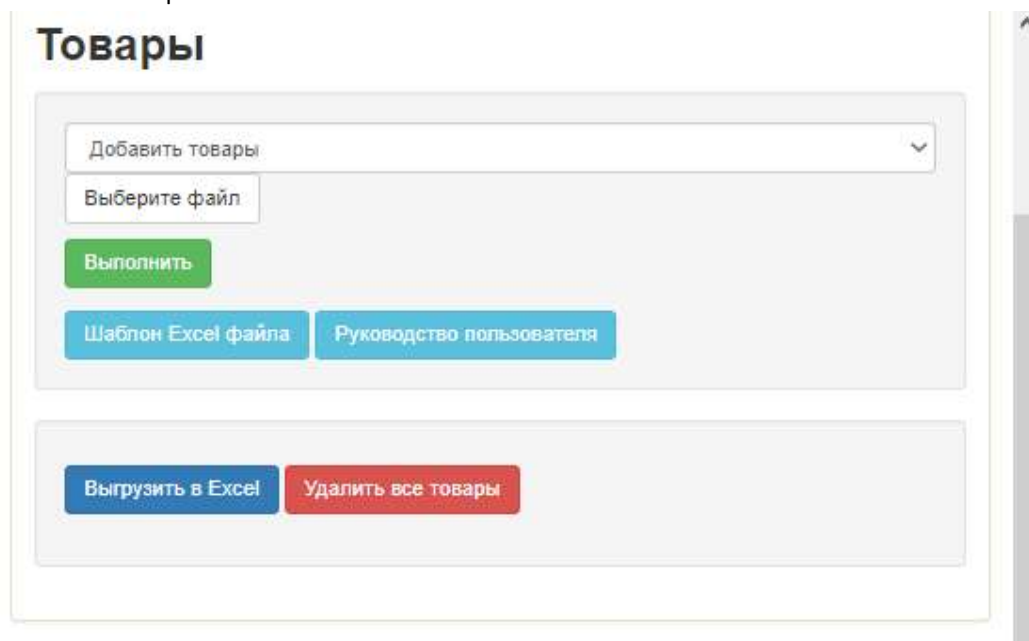 Товары
Добавить товары
Выберите файл
Выполнить
Шаблон Excel файла Руководство пользователя
Выгрузить в Excel Удалить все товары